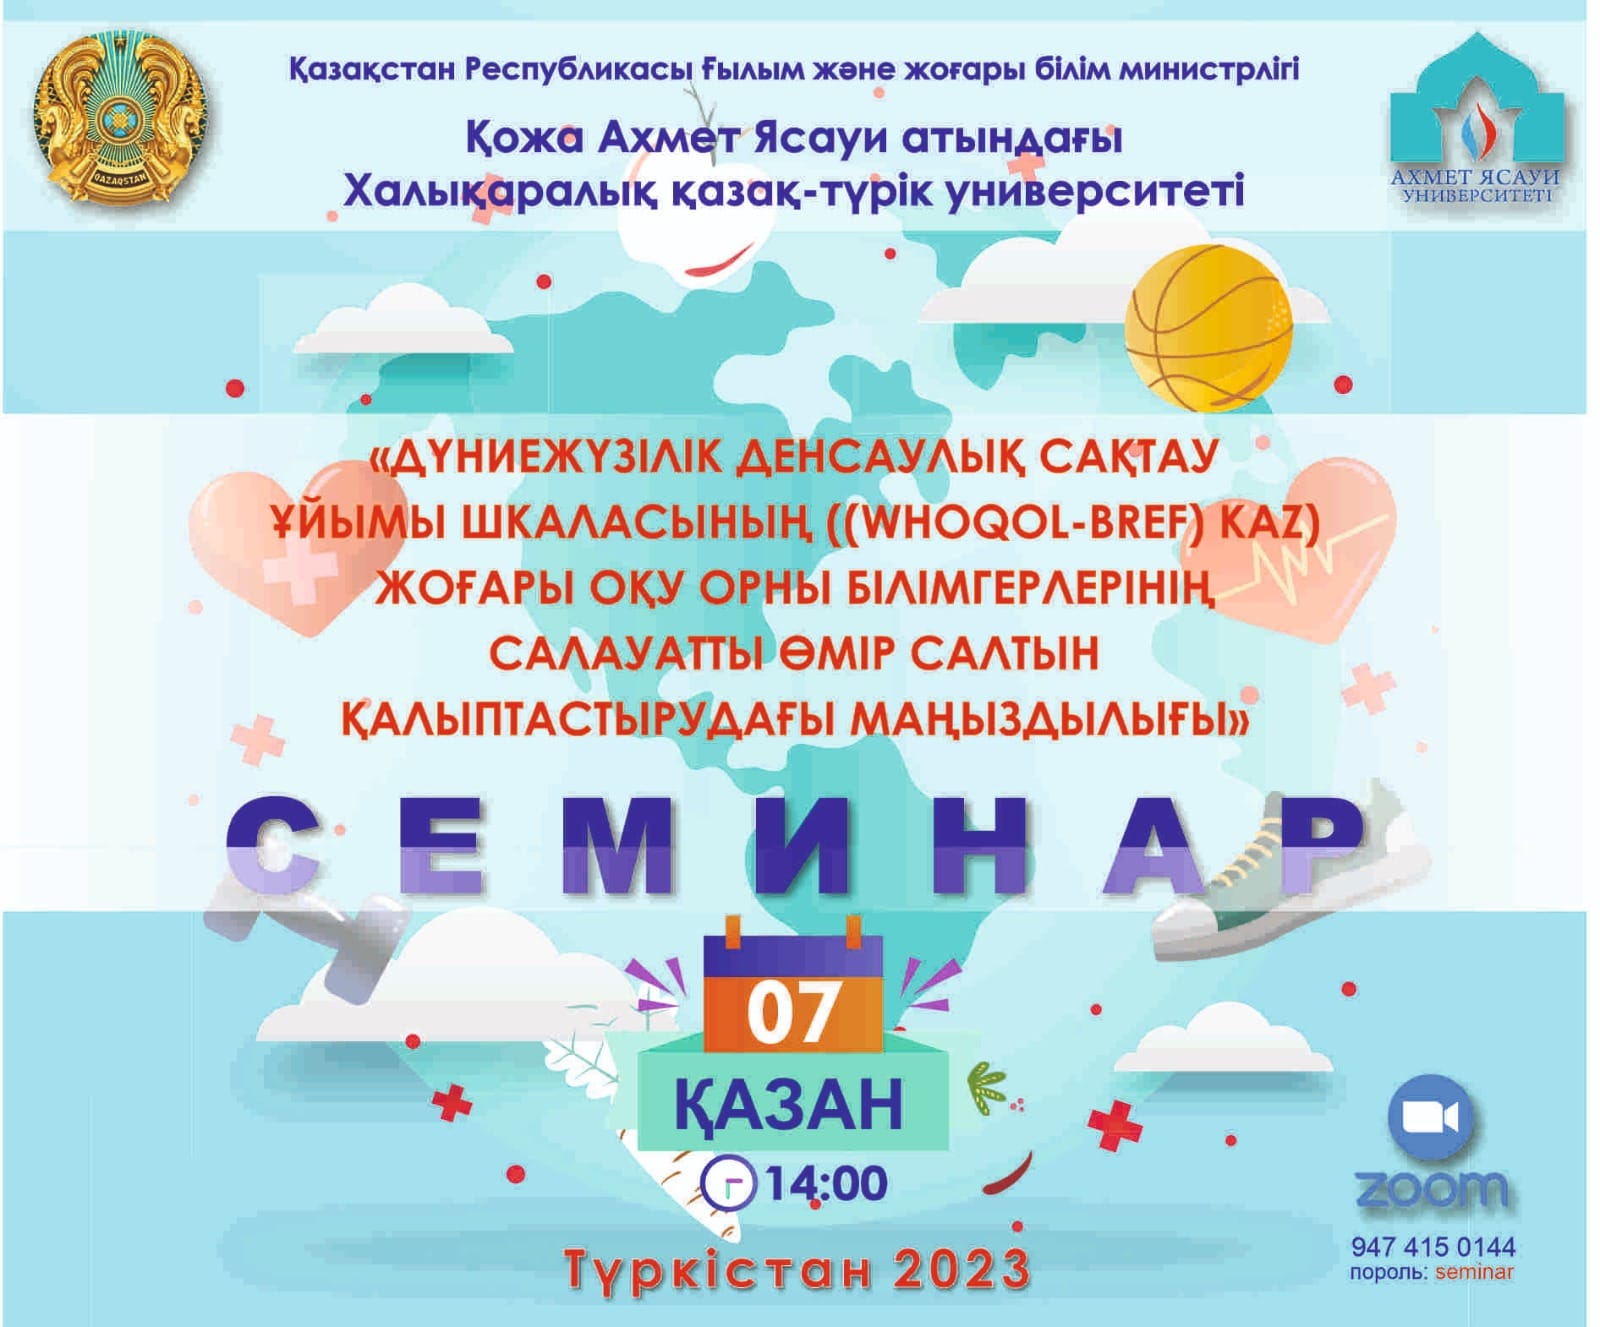 Қазақстан Республикасы Ғылым және жоғары білім министрлігі
Қожа Ахмет Ясауи атындағы
Халықаралық қазақ-түрік университеті
QAZAQSTAN
АХМЕТ ЯСАУИ
УНИВЕРСИТЕТІ
«ДҮНИЕЖҮЗІЛІК ДЕНСАУЛЫҚ САҚТАУ
ҰЙЫМЫ ШКАЛАСЫНЫҢ ((WHOQOL-BREF) KAZ)
ЖОҒАРЫ ОҚУ ОРНЫ БІЛІМГЕРЛЕРІНІҢ
САЛАУАТТЫ ӨМІР САЛТЫН
ҚАЛЫПТАСТЫРУДАҒЫ МАҢЫЗДЫЛЫҒЫ»
СЕМИНАР
07
ҚАЗАН
14:00
Түркістан 2023
zoom
947 415 0144
пороль: seminar